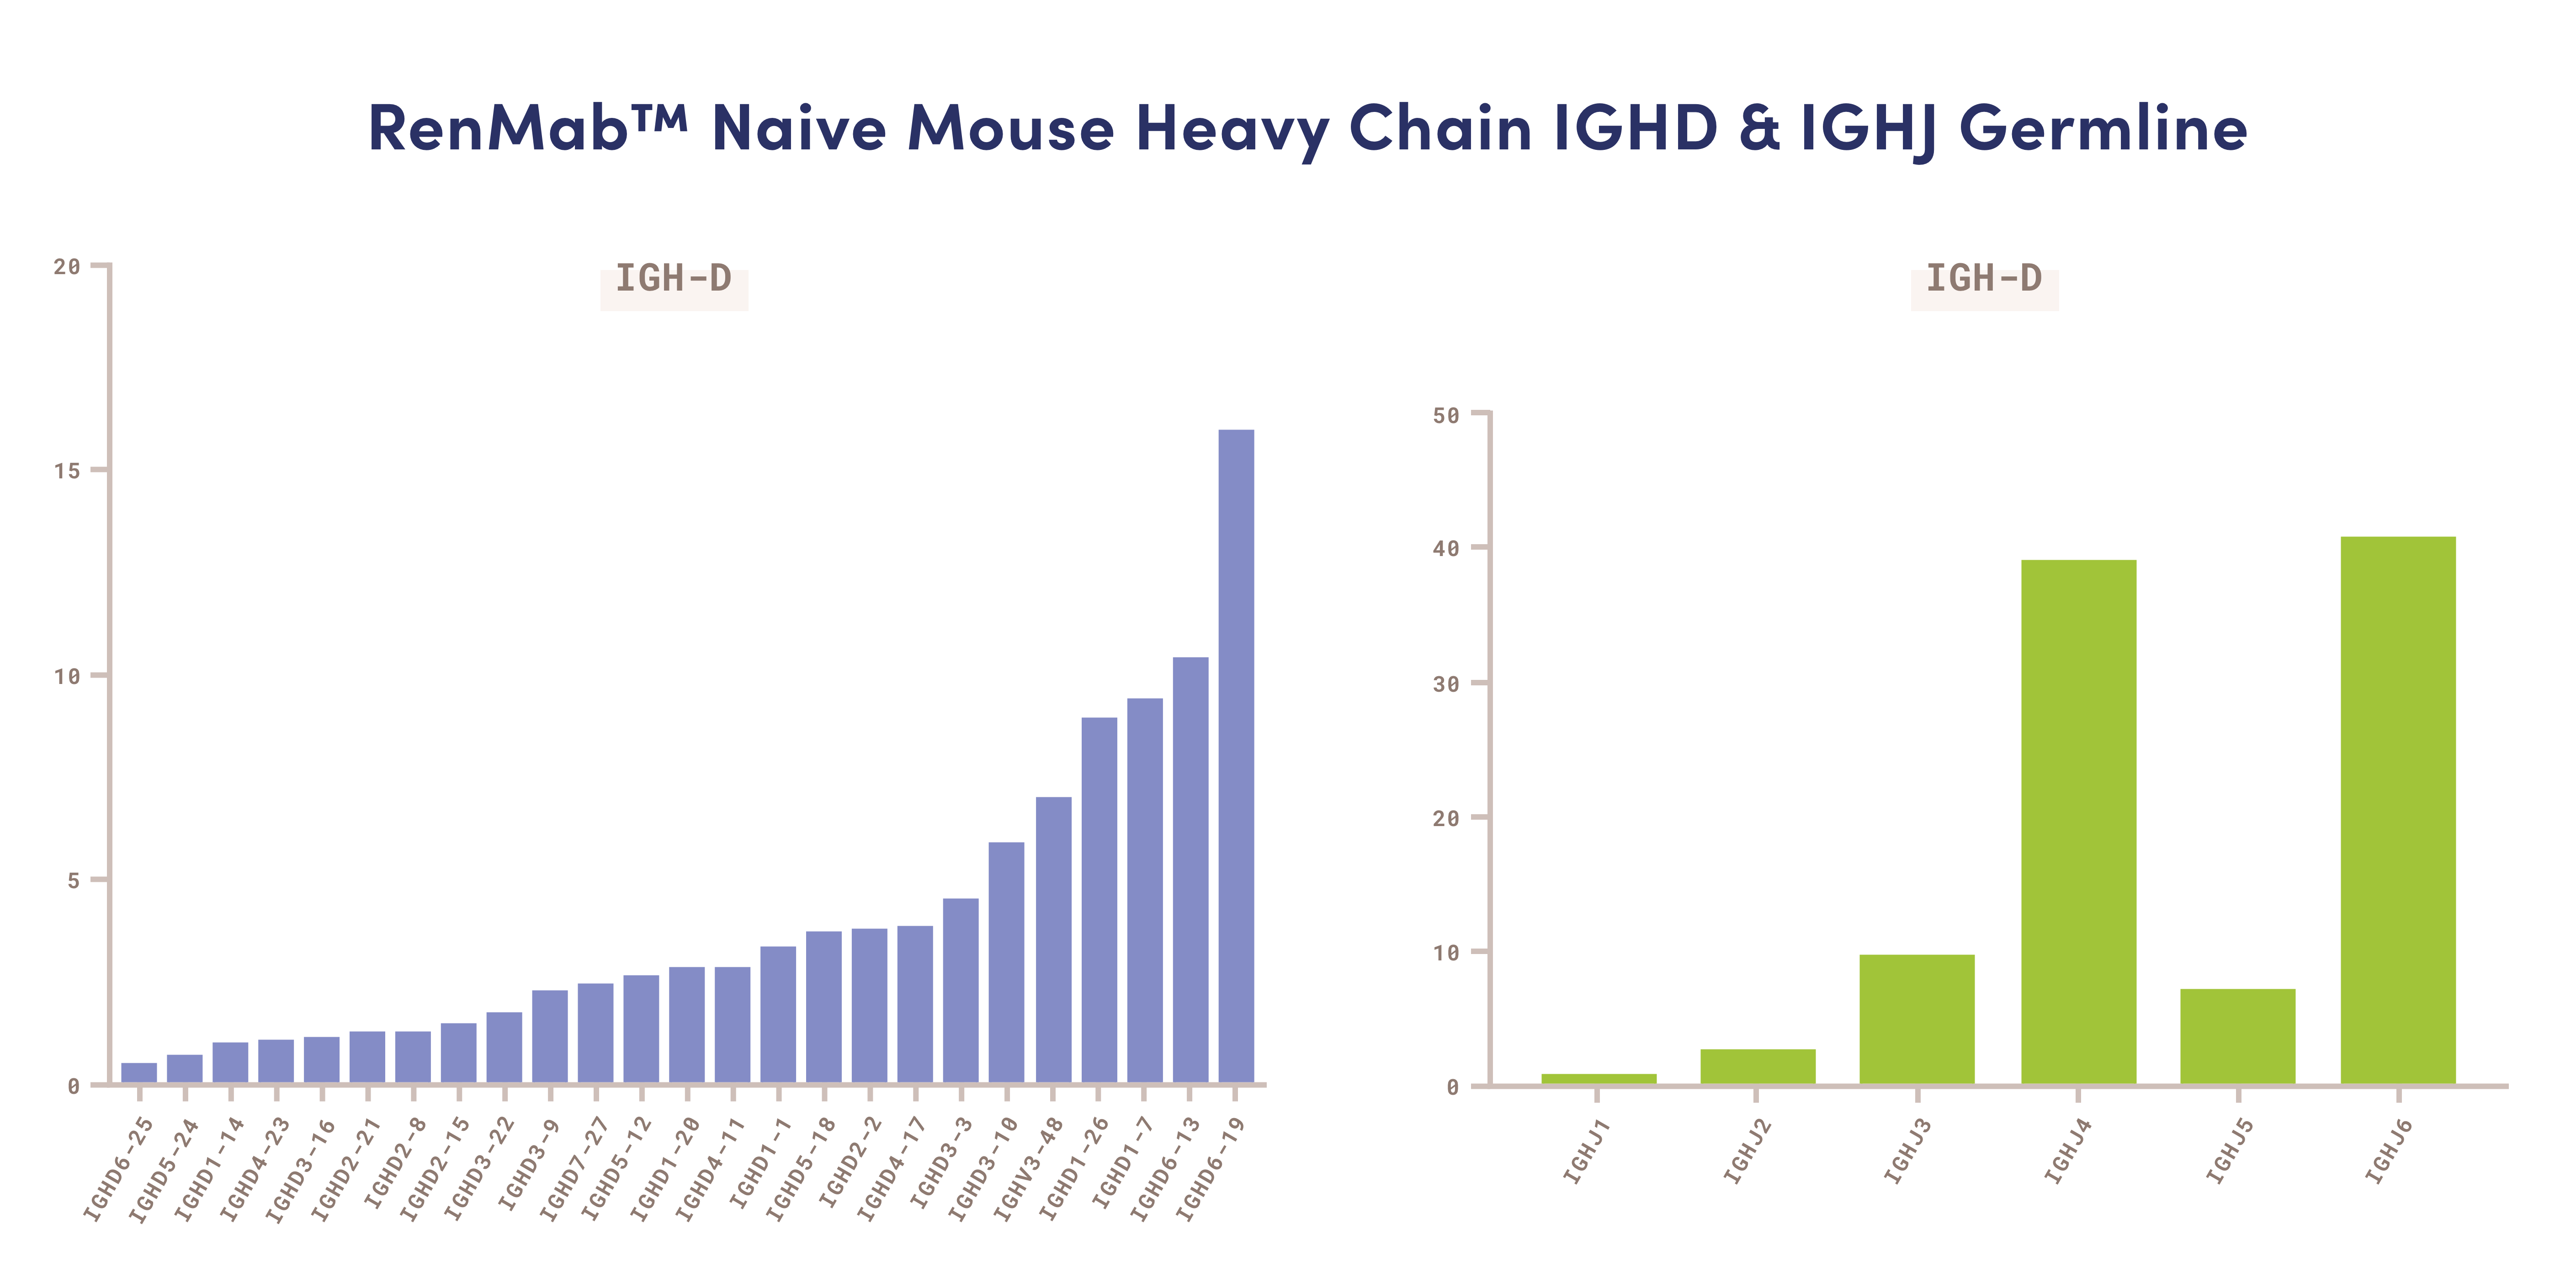 RenMab™ Naive Mouse Heavy Chain IGHD & IGHJ Germline
IGH-D
20
15
10
5
0
IGHD6-25
IGHD5-24
IGHD1-14
IGHD4-23
IGHD3-16
IGHD2-21
IGHD2-8
IGHD2-15
IGHD3-22
IGHD3-9
IGHD7-27
IGHD5-12
IGHD1-20
IGHD4-11
IGHD1-1
IGHD5-18
IGHD2-2
IGHD4-17
IGHD3-3
IGHD3-10
IGHV3-48
IGHD1-26
IGHD1-7
IGHD6-13
IGHD6-19
IGH-D
50
40
30
20
10
0
IGHJ1
IGHJ2
IGHJ3
IGHJ4
IGHJ5
IGHJ6